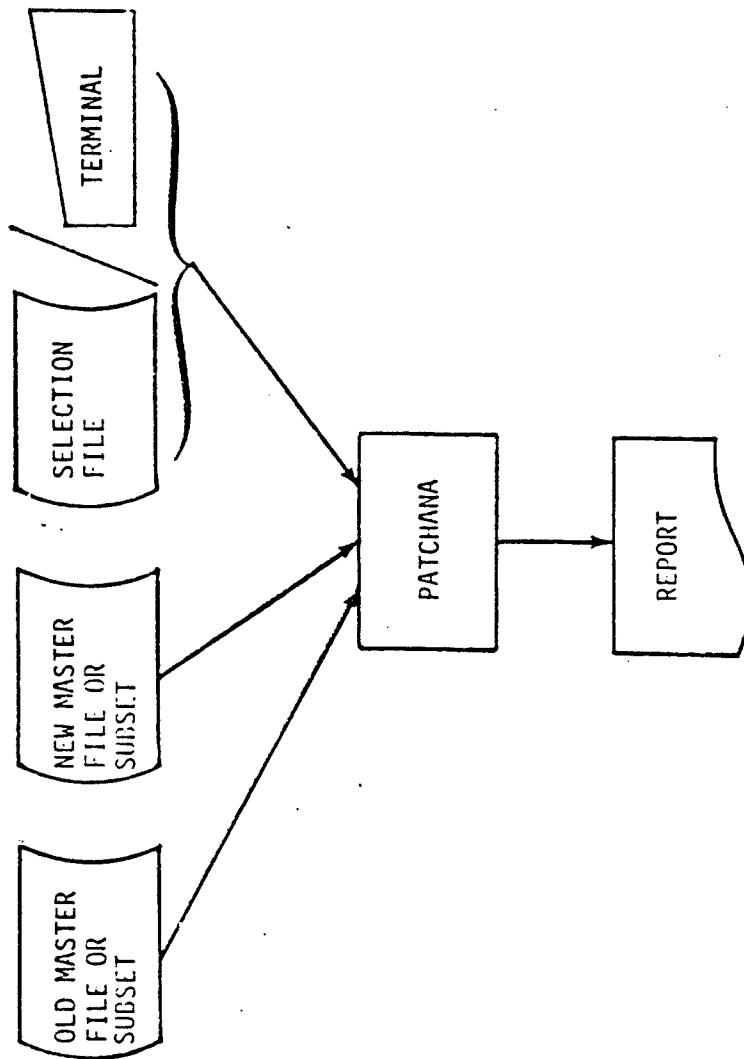 OLD MASTER
FILE OR
SUBSET
NEW MASTER
FILE OR
SUBSET
SELECTION
FILE
TERMINAL
PATCHANA
REPORT